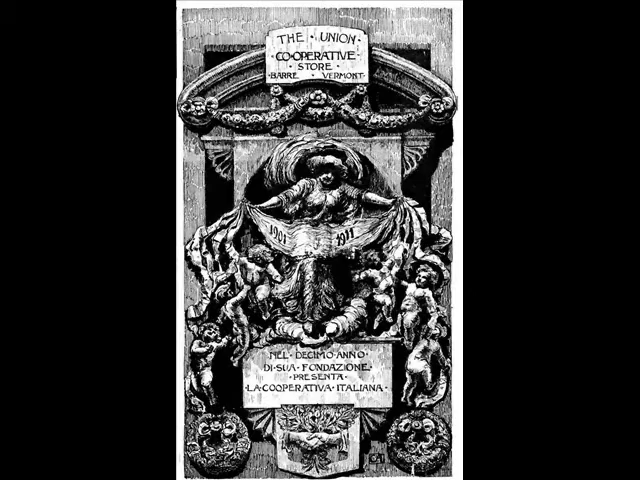 THE · UNION ·
· CO·OPERATIVE ·
STORE ·
· BARRE · VERMONT ·
1901 1911
· NEL · DECIMO · ANNO ·
DI · SUA · FONDAZIONE ·
· PRESENTA ·
· LA · COOPERATIVA · ITALIANA ·